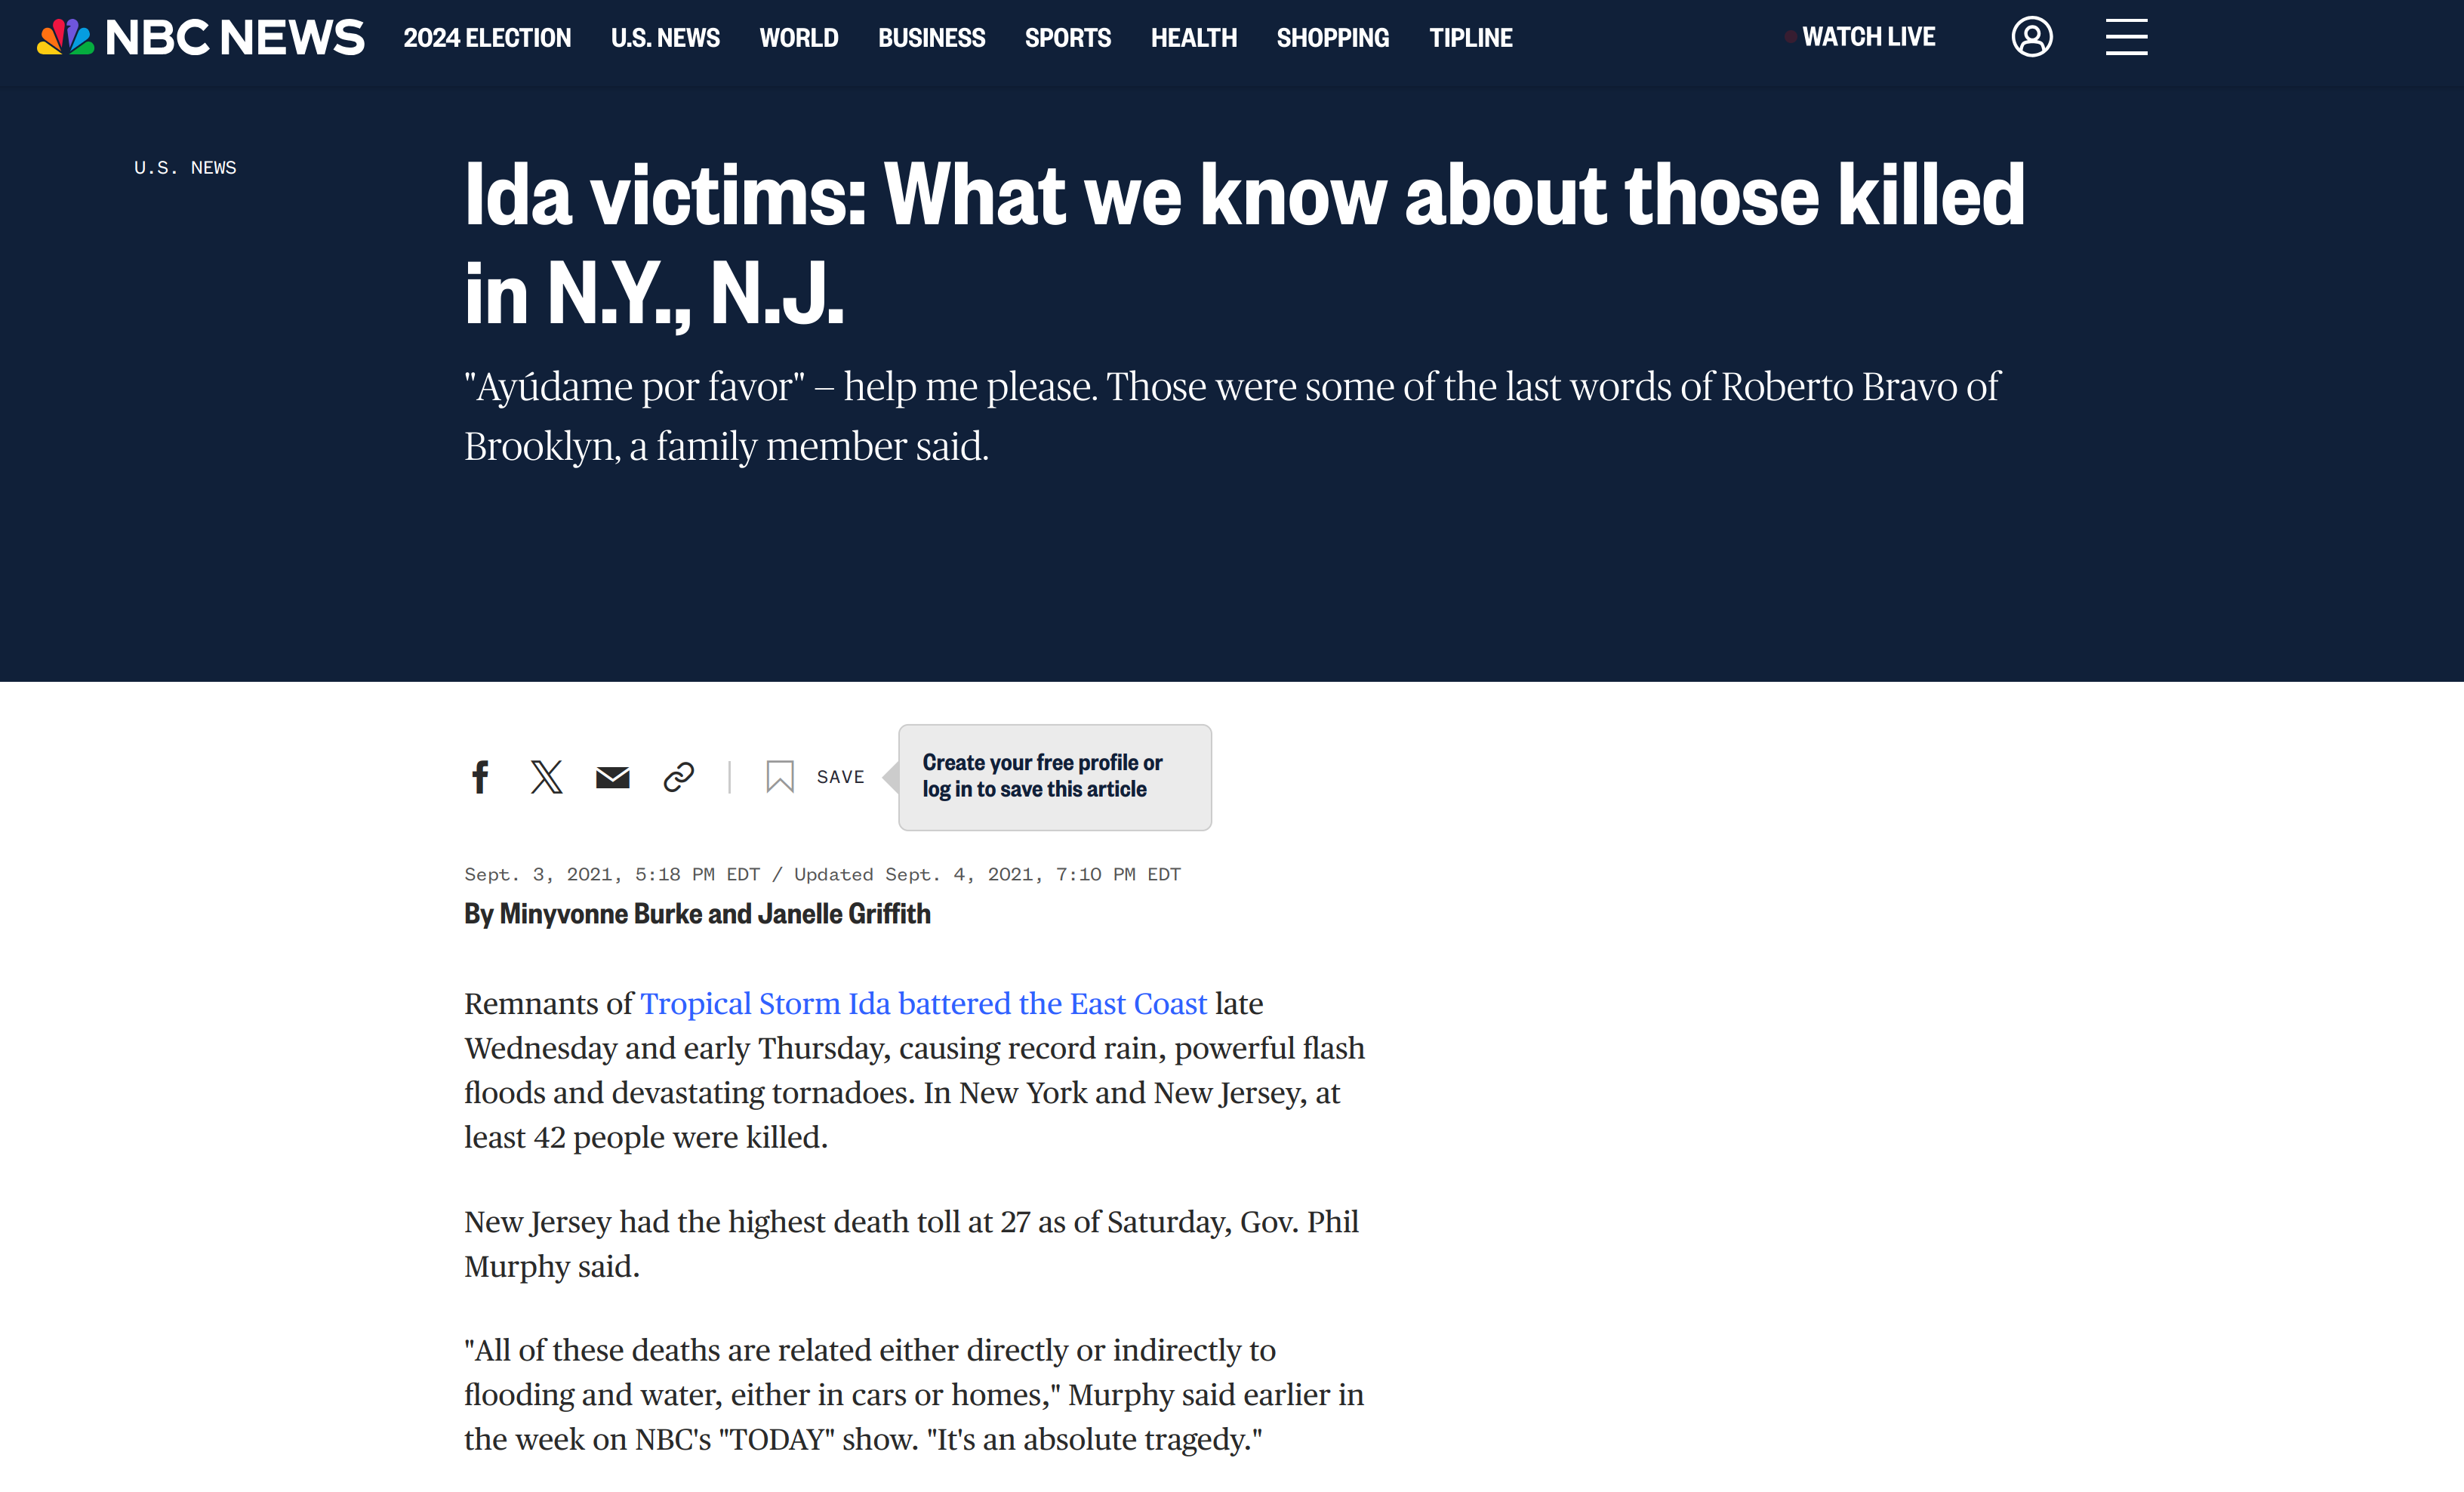 NBC NEWS 2024 ELECTION U.S. NEWS WORLD BUSINESS SPORTS HEALTH SHOPPING TIPLINE WATCH LIVE
U.S. NEWS
Ida victims: What we know about those killed
in N.Y., N.J.
"Ayúdame por favor" — help me please. Those were some of the last words of Roberto Bravo of
Brooklyn, a family member said.
SAVE
Create your free profile or
log in to save this article
Sept. 3, 2021, 5:18 PM EDT / Updated Sept. 4, 2021, 7:10 PM EDT
By Minyvonne Burke and Janelle Griffith
Remnants of Tropical Storm Ida battered the East Coast late
Wednesday and early Thursday, causing record rain, powerful flash
floods and devastating tornadoes. In New York and New Jersey, at
least 42 people were killed.
New Jersey had the highest death toll at 27 as of Saturday, Gov. Phil
Murphy said.
"All of these deaths are related either directly or indirectly to
flooding and water, either in cars or homes," Murphy said earlier in
the week on NBC's "TODAY" show. "It's an absolute tragedy."